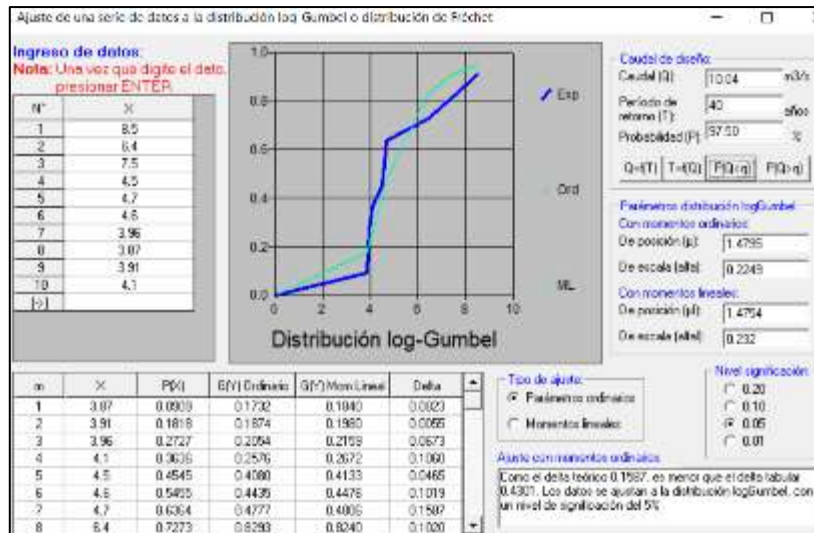 Ajuste de una serie de datos a la distribución log-Gumbel o distribución de Fréchet
Ingreso de datos:
Nota: Una vez que digite el dato,
presionar ENTER
N° X
1 8.5
2 6.4
3 7.5
4 4.5
5 4.7
6 4.6
7 3.96
8 3.87
9 3.91
10 4.1
1.0
0.8
0.6
0.4
0.2
0.0
0 2 4 6 8 10
Exp
Ord
ML
Distribución log-Gumbel
Caudal de diseño:
Caudal (Q): 10.04 m3/s
Período de
retorno (T): 40 años
Probabilidad (P): 97.50 %
Q=f(T) T=f(Q) P(Q<q) P(Q>q)
Parámetros distribución logGumbel:
Con momentos ordinarios:
De posición (µ): 1.4795
De escala (alfa): 0.2249
Con momentos lineales:
De posición (µl): 1.4754
De escala (alfal): 0.232
m X P(X) G(Y) Ordinario G(Y) Mom Lineal Delta
1 3.87 0.0909 0.1732 0.1840 0.0823
2 3.91 0.1818 0.1874 0.1980 0.0055
3 3.96 0.2727 0.2054 0.2159 0.0673
4 4.1 0.3636 0.2576 0.2672 0.1060
5 4.5 0.4545 0.4080 0.4133 0.0465
6 4.6 0.5455 0.4435 0.4476 0.1019
7 4.7 0.6364 0.4777 0.4806 0.1587
8 6.4 0.7273 0.8293 0.8240 0.1020
Tipo de ajuste:
Parámetros ordinarios
Momentos lineales
Nivel significación:
0.20
0.10
0.05
0.01
Ajuste con momentos ordinarios:
Como el delta teórico 0.1587, es menor que el delta tabular
0.4301. Los datos se ajustan a la distribución logGumbel, con
un nivel de significación del 5%